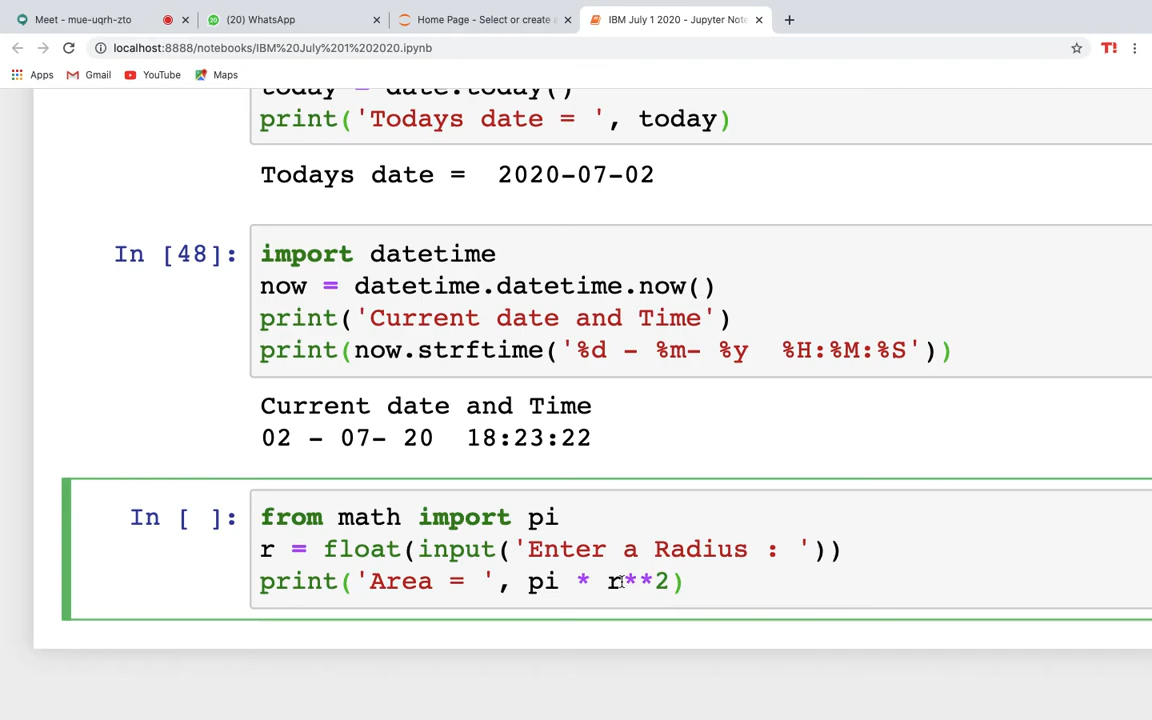 Meet - mue-uqrh-zto
(20) WhatsApp
Home Page - Select or create a
IBM July 1 2020 - Jupyter Note
localhost:8888/notebooks/IBM%20July%201%202020.ipynb
T!
Apps
Gmail
YouTube
Maps
today = date.today()
print('Todays date = ', today)
Todays date =  2020-07-02
In [48]:
import datetime
now = datetime.datetime.now()
print('Current date and Time')
print(now.strftime('%d - %m- %y  %H:%M:%S'))
Current date and Time
02 - 07- 20  18:23:22
In [ ]:
from math import pi
r = float(input('Enter a Radius : '))
print('Area = ', pi * r**2)